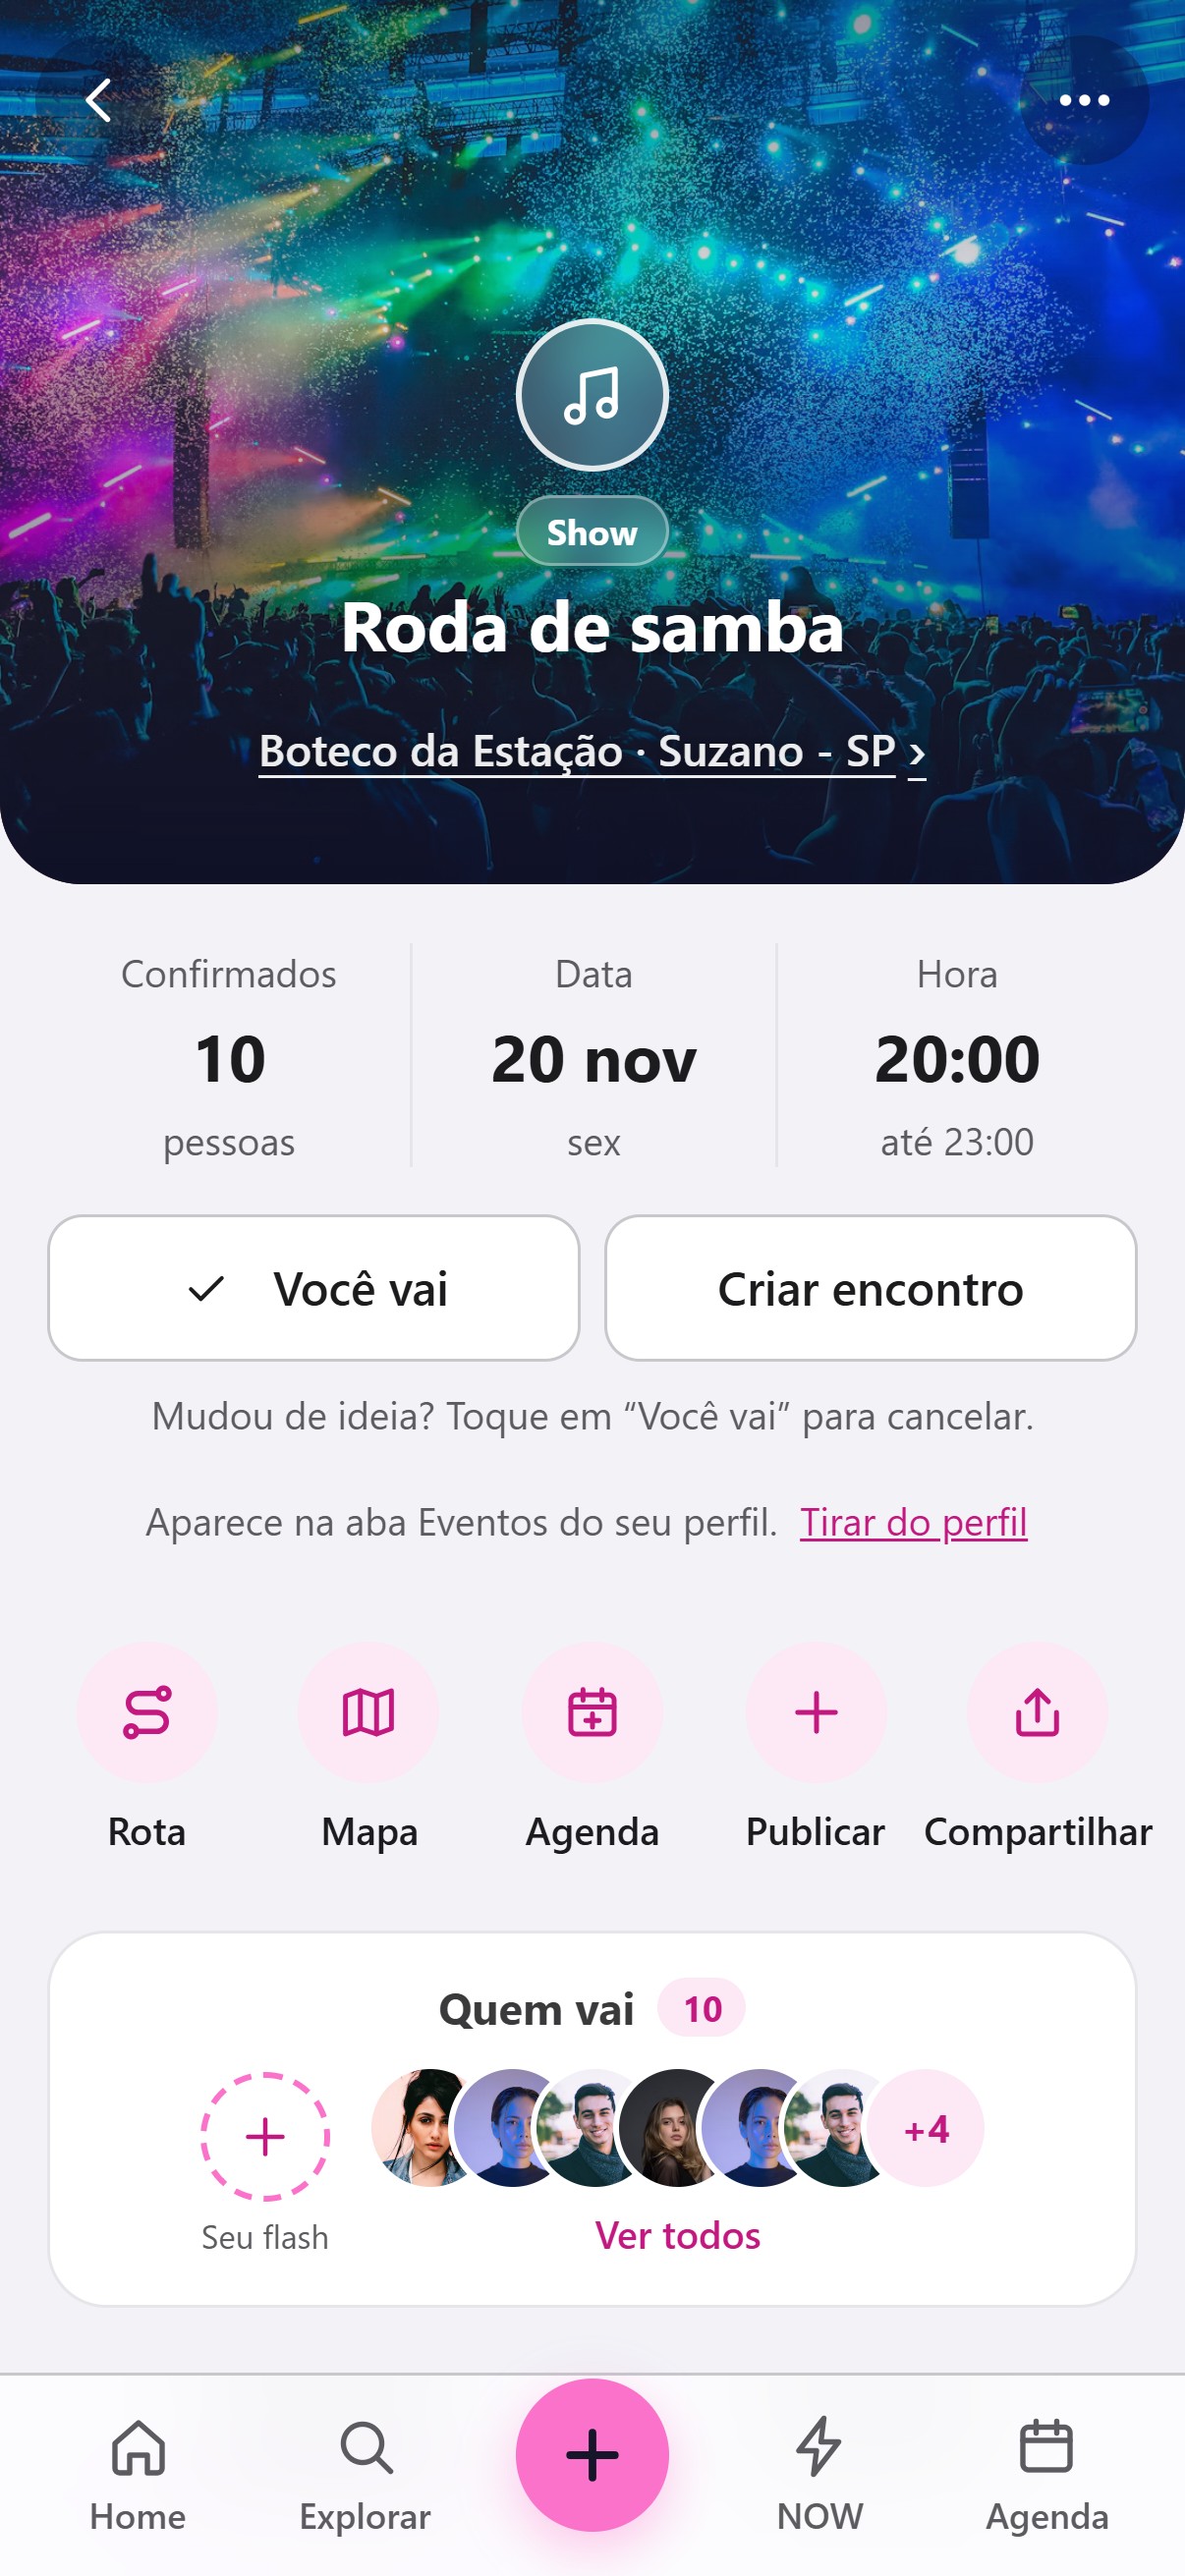 Show
Roda de samba
Boteco da Estação · Suzano - SP ›
Confirmados
10
pessoas
Data
20 nov
sex
Hora
20:00
até 23:00
Você vai
Criar encontro
Mudou de ideia? Toque em “Você vai” para cancelar.
Aparece na aba Eventos do seu perfil. Tirar do perfil
Rota
Mapa
Agenda
Publicar
Compartilhar
Quem vai 10
+4
Seu flash
Ver todos
Home
Explorar
NOW
Agenda